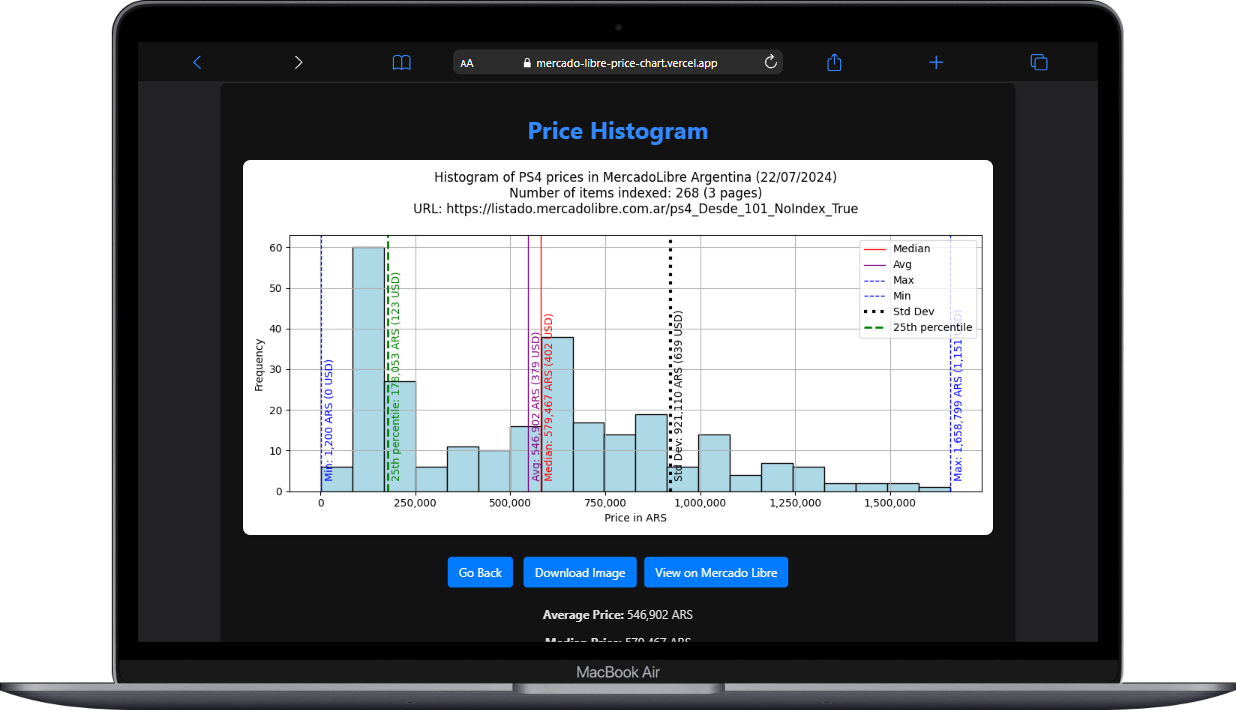 AA
mercado-libre-price-chart.vercel.app
Price Histogram
Histogram of PS4 prices in MercadoLibre Argentina (22/07/2024)
Number of items indexed: 268 (3 pages)
URL: https://listado.mercadolibre.com.ar/ps4_Desde_101_NoIndex_True
Frequency
60
50
40
30
20
10
0
Min: 1,200 ARS (0 USD)
25th percentile: 178,053 ARS (123 USD)
Avg: 546,902 ARS (379 USD)
Median: 579,467 ARS (402 USD)
Std Dev: 921,110 ARS (639 USD)
Max: 1,658,799 ARS (1,151 USD)
Median
Avg
Max
Min
Std Dev
25th percentile
0
250,000
500,000
750,000
1,000,000
1,250,000
1,500,000
Price in ARS
Go Back
Download Image
View on Mercado Libre
Average Price: 546,902 ARS
Median Price: 579,467 ARS
MacBook Air